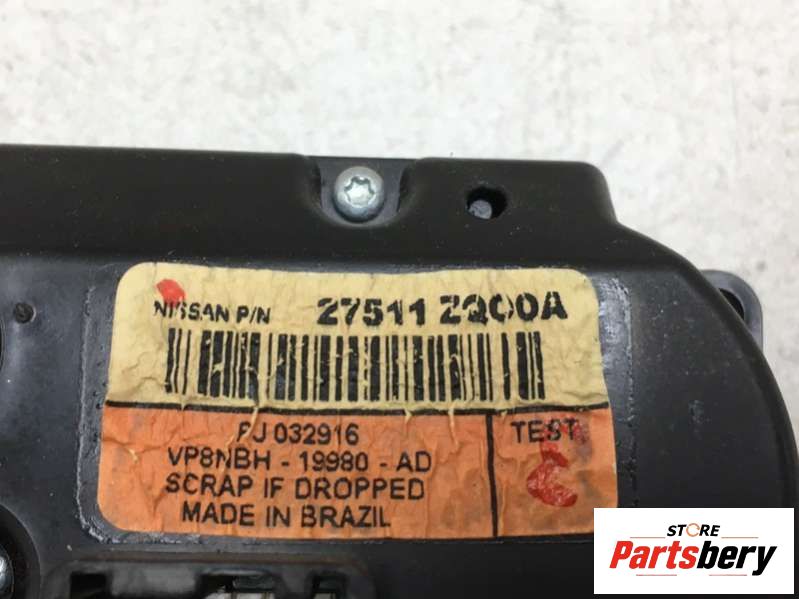 NISSAN P/N 27511 ZQ00A
PJ 032916
TEST
VP8NBH - 19980 - AD
SCRAP IF DROPPED
MADE IN BRAZIL
STORE
Partsbery